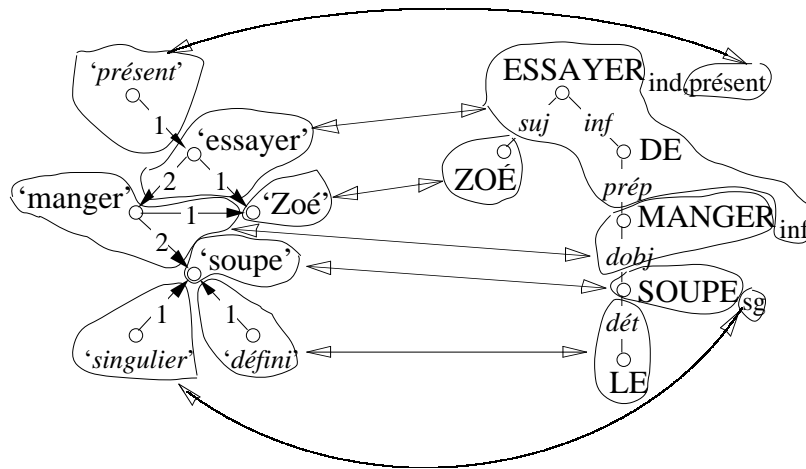 'présent'
ESSAYER ind,présent
1
'essayer'
suj
inf
DE
2
1
ZOÉ
prép
'manger'
1
'Zoé'
MANGER inf
2
dobj
'soupe'
SOUPE sg
1
1
dét
'singulier'
'défini'
LE